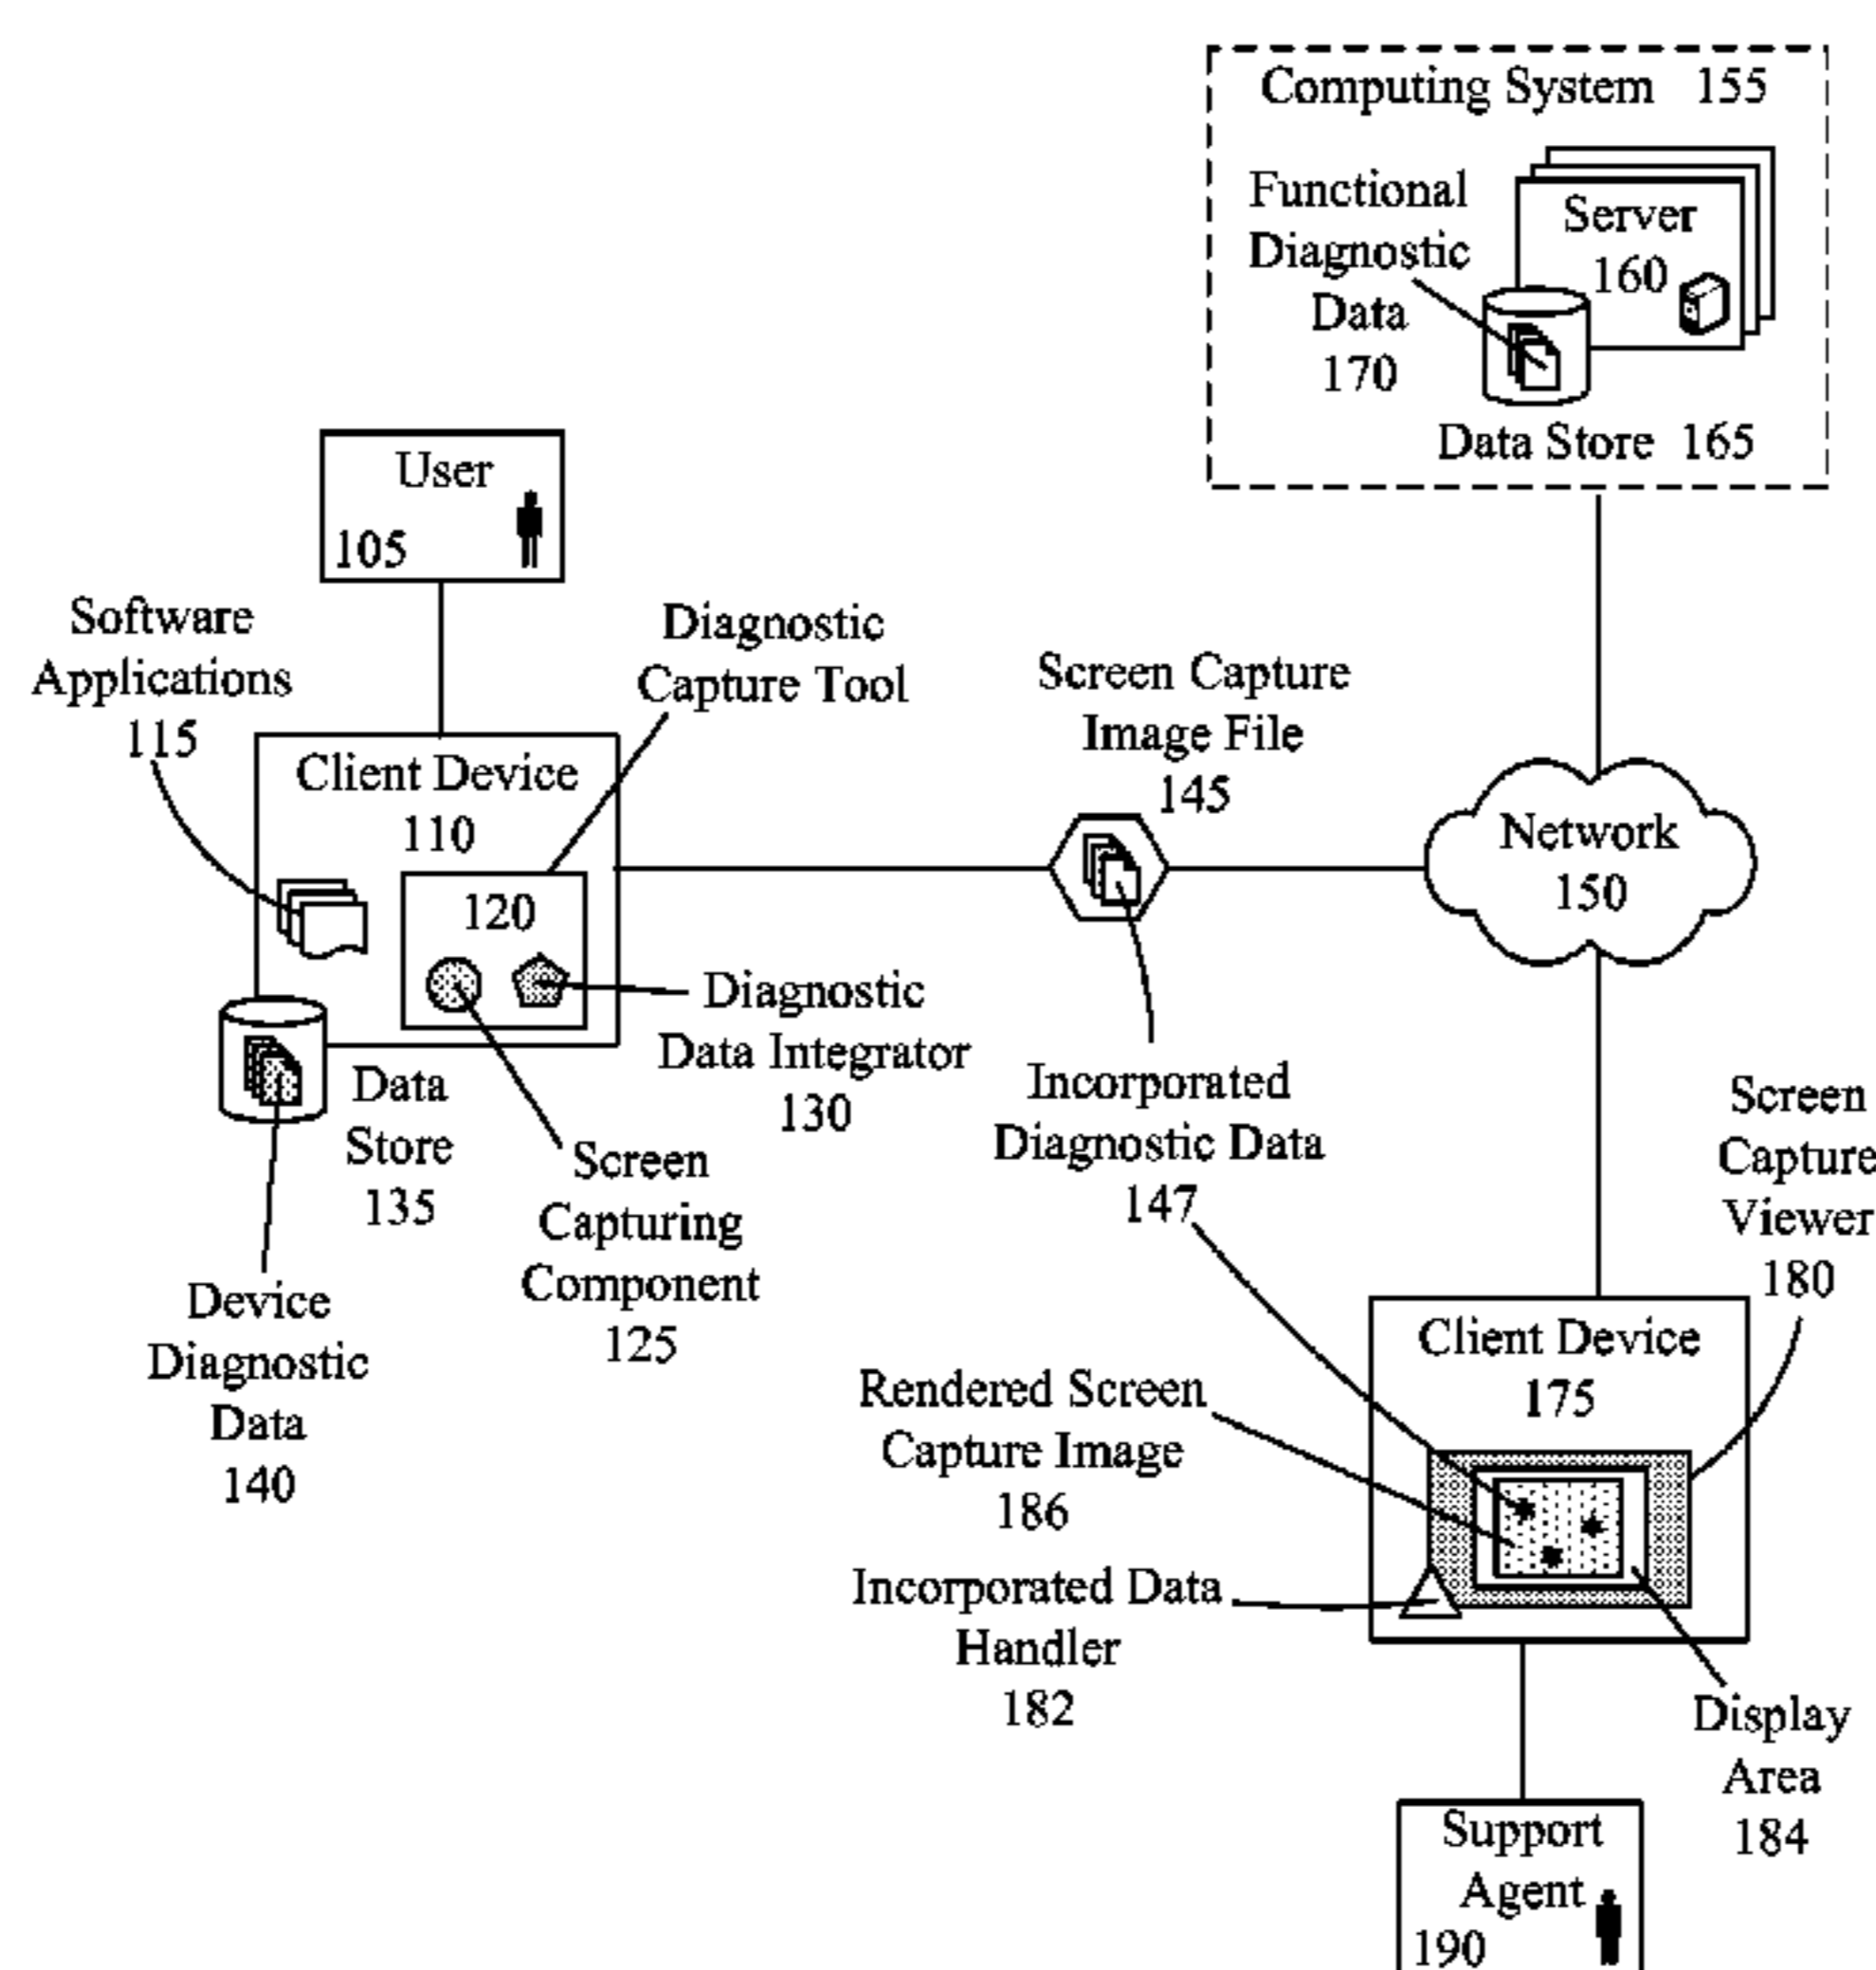 Computing System 155
Functional
Diagnostic
Data
170
Server
160
Data Store 165
User
105
Software
Applications
115
Diagnostic
Capture Tool
Client Device
110
120
Screen Capture
Image File
145
Network
150
Diagnostic
Data Integrator
130
Data
Store
135
Screen
Capturing
Component
125
Device
Diagnostic
Data
140
Incorporated
Diagnostic Data
147
Screen
Capture
Viewer
180
Client Device
175
Rendered Screen
Capture Image
186
Incorporated Data
Handler
182
Display
Area
184
Support
Agent
190